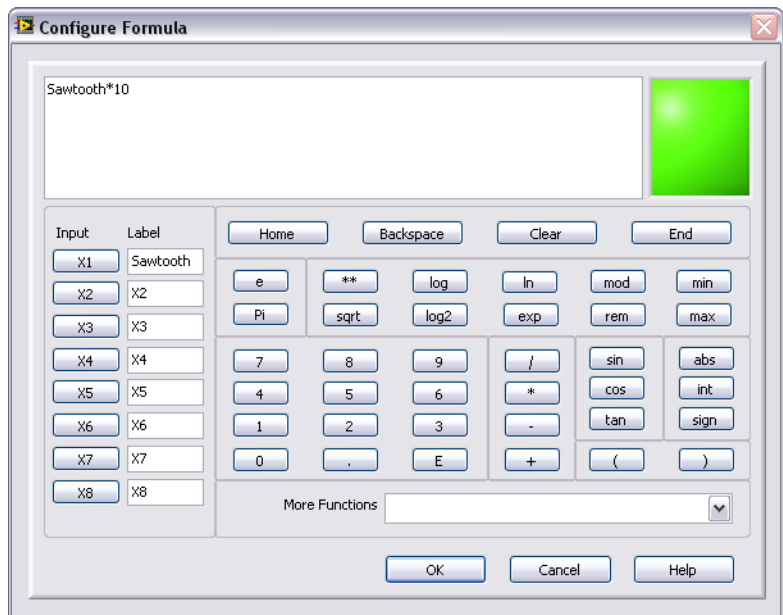 Configure Formula
Sawtooth*10
Input Label
Home Backspace Clear End
X1 Sawtooth
e ** log ln mod min
X2 X2
Pi sqrt log2 exp rem max
X3 X3
X4 X4
7 8 9 / sin abs
X5 X5
4 5 6 * cos int
X6 X6
1 2 3 - tan sign
X7 X7
0 . E + ( )
X8 X8
More Functions
OK Cancel Help